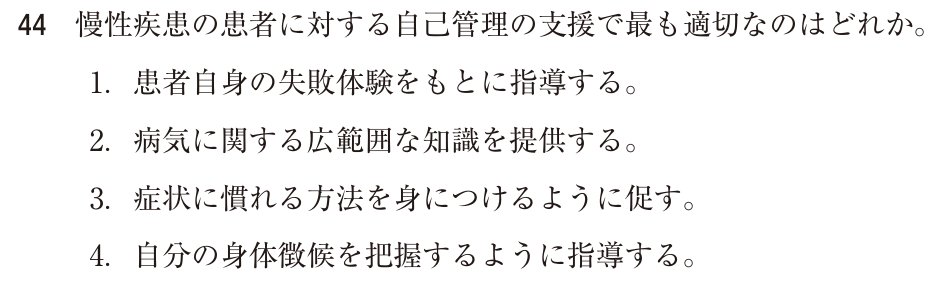 44 慢性疾患の患者に対する自己管理の支援で最も適切なのはどれか。
1. 患者自身の失敗体験をもとに指導する。
2. 病気に関する広範囲な知識を提供する。
3. 症状に慣れる方法を身につけるように促す。
4. 自分の身体徴候を把握するように指導する。